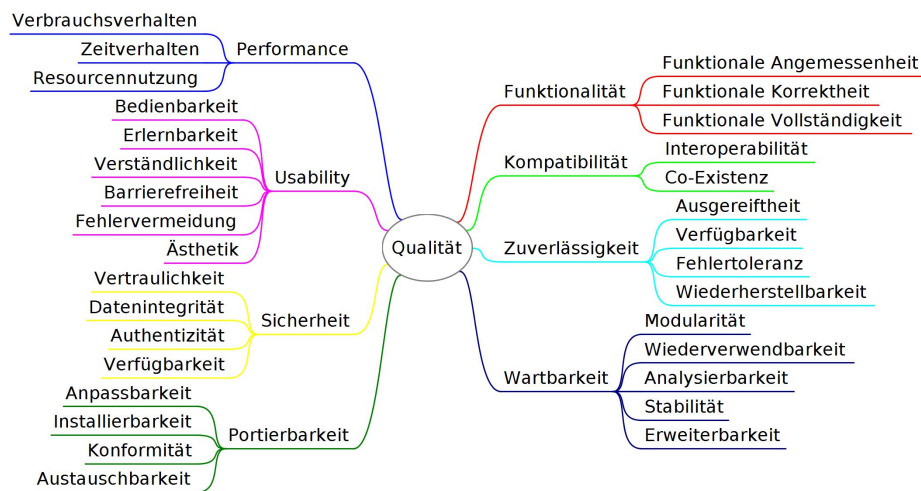 Qualität
Performance
Verbrauchsverhalten
Zeitverhalten
Resourcennutzung
Usability
Bedienbarkeit
Erlernbarkeit
Verständlichkeit
Barrierefreiheit
Fehlervermeidung
Ästhetik
Sicherheit
Vertraulichkeit
Datenintegrität
Authentizität
Verfügbarkeit
Portierbarkeit
Anpassbarkeit
Installierbarkeit
Konformität
Austauschbarkeit
Funktionalität
Funktionale Angemessenheit
Funktionale Korrektheit
Funktionale Vollständigkeit
Kompatibilität
Interoperabilität
Co-Existenz
Zuverlässigkeit
Ausgereiftheit
Verfügbarkeit
Fehlertoleranz
Wiederherstellbarkeit
Wartbarkeit
Modularität
Wiederverwendbarkeit
Analysierbarkeit
Stabilität
Erweiterbarkeit